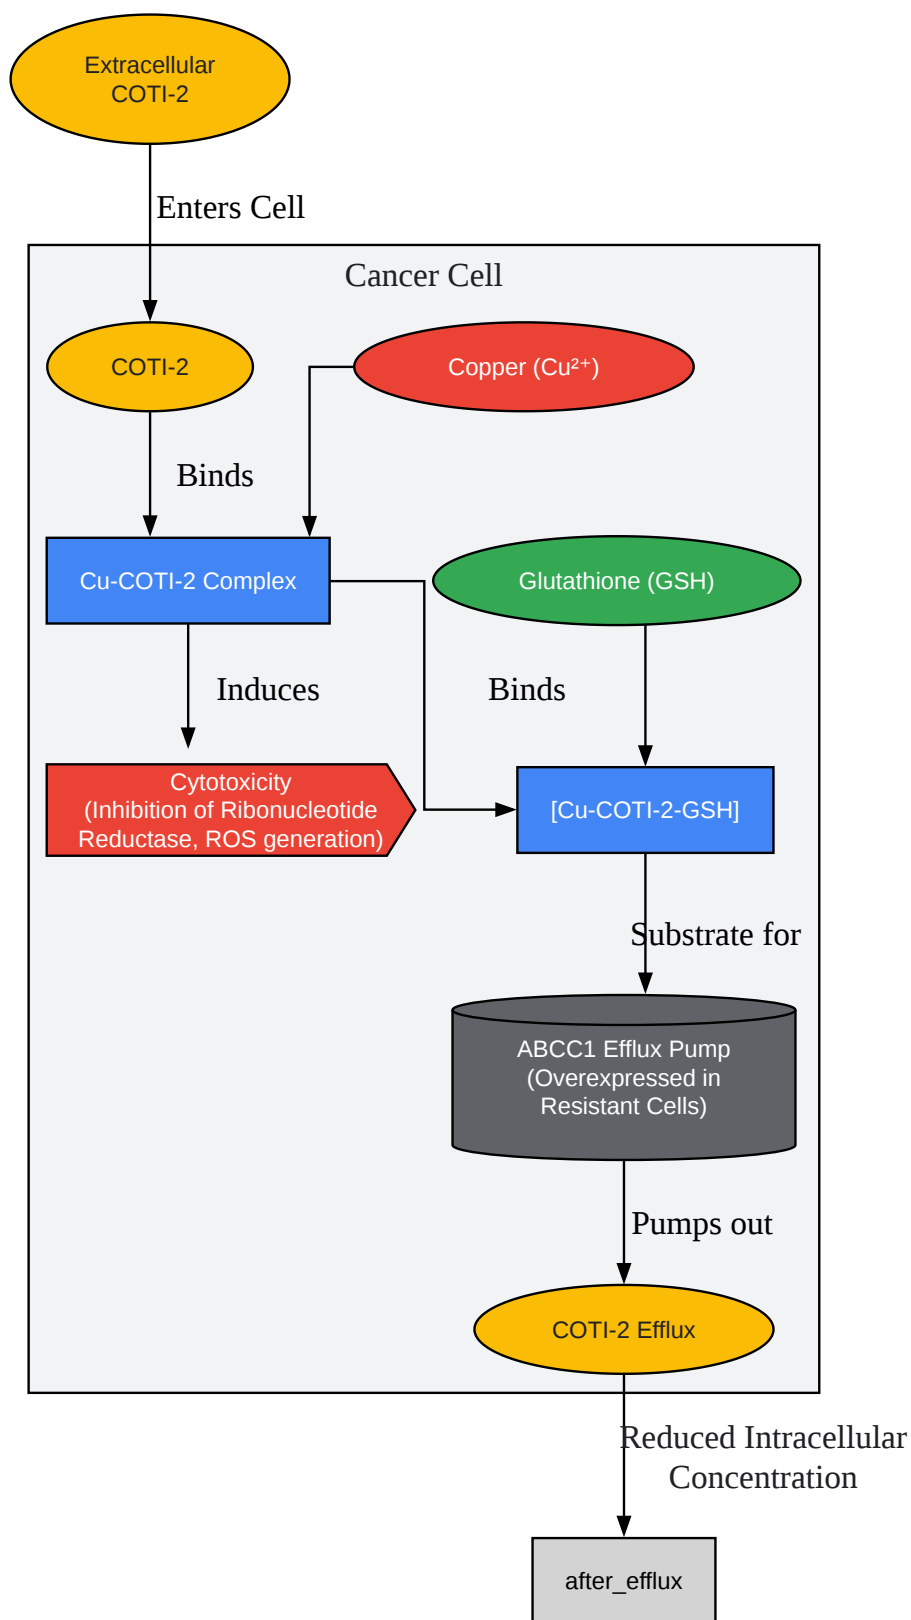 Extracellular
COTI-2
Enters Cell
Cancer Cell
COTI-2
Copper (Cu²⁺)
Binds
Cu-COTI-2 Complex
Glutathione (GSH)
Induces
Binds
Cytotoxicity
(Inhibition of Ribonucleotide
Reductase, ROS generation)
[Cu-COTI-2-GSH]
Substrate for
ABCC1 Efflux Pump
(Overexpressed in
Resistant Cells)
Pumps out
COTI-2 Efflux
Reduced Intracellular
Concentration
after_efflux